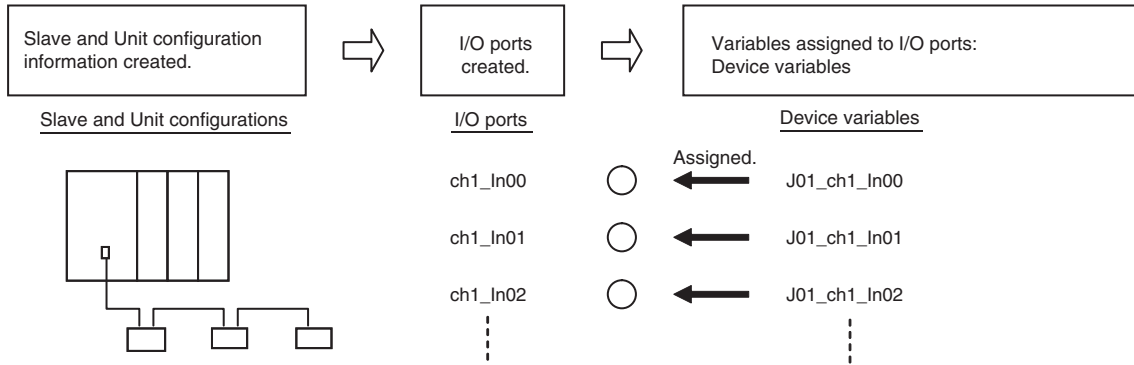 Slave and Unit configuration
information created.
I/O ports
created.
Variables assigned to I/O ports:
Device variables
Slave and Unit configurations
I/O ports
Device variables
Assigned.
ch1_In00
J01_ch1_In00
ch1_In01
J01_ch1_In01
ch1_In02
J01_ch1_In02